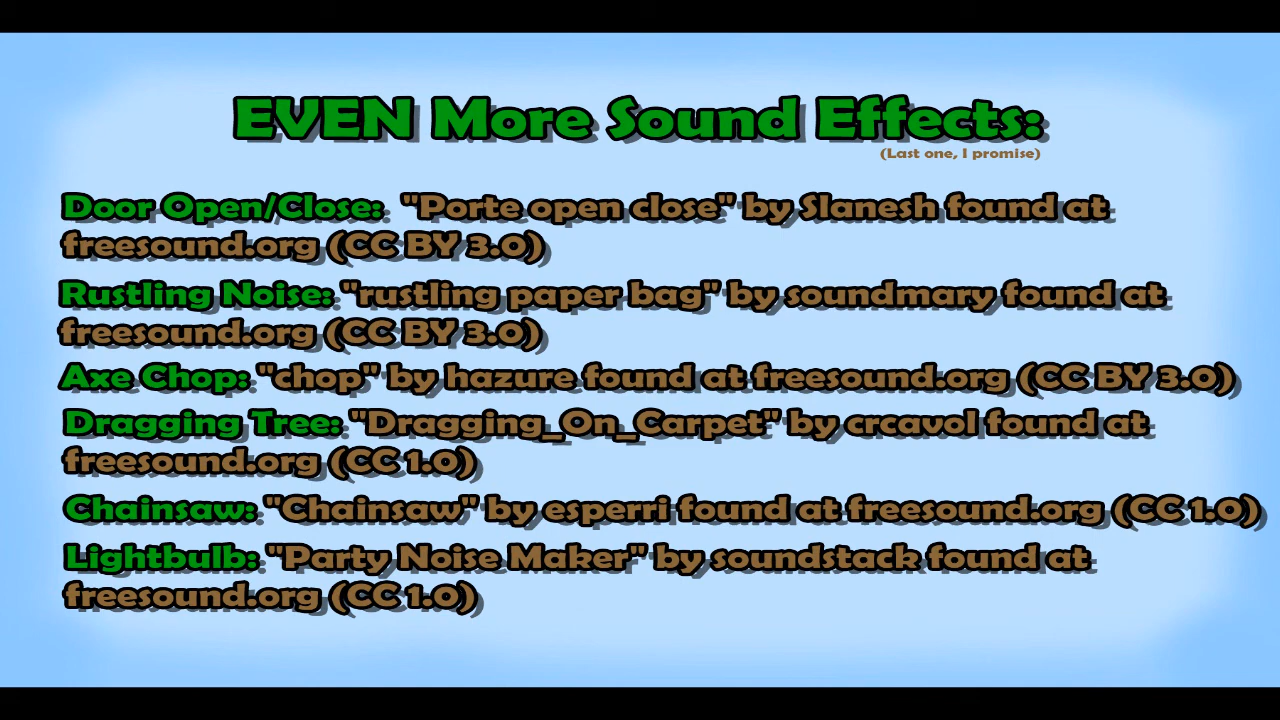 EVEN More Sound Effects:
(Last one, I promise)
Door Open/Close: "Porte open close" by Slanesh found at
freesound.org (CC BY 3.0)
Rustling Noise: "rustling paper bag" by soundmary found at
freesound.org (CC BY 3.0)
Axe Chop: "chop" by hazure found at freesound.org (CC BY 3.0)
Dragging Tree: "Dragging_On_Carpet" by crcavol found at
freesound.org (CC 1.0)
Chainsaw: "Chainsaw" by esperri found at freesound.org (CC 1.0)
Lightbulb: "Party Noise Maker" by soundstack found at
freesound.org (CC 1.0)